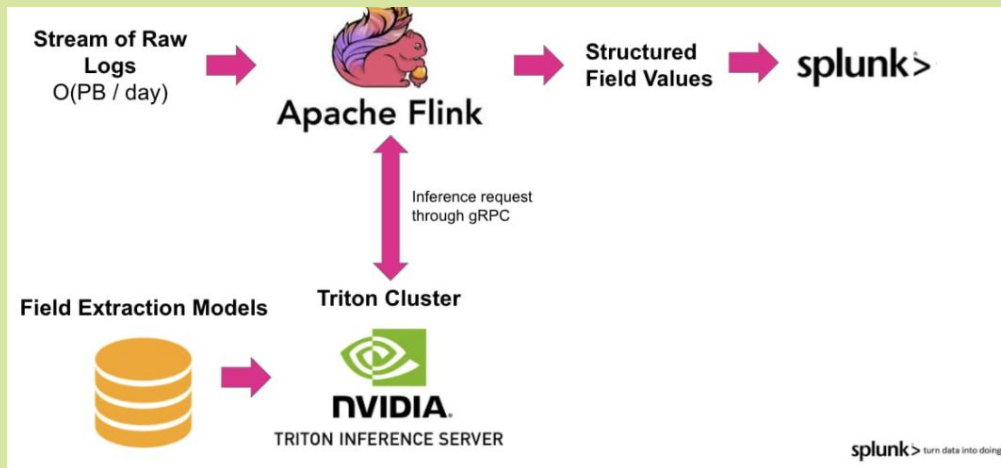 Stream of Raw
Logs
O(PB / day)
Apache Flink
Structured
Field Values
splunk>
Inference request
through gRPC
Field Extraction Models
Triton Cluster
NVIDIA.
TRITON INFERENCE SERVER
splunk> turn data into doing